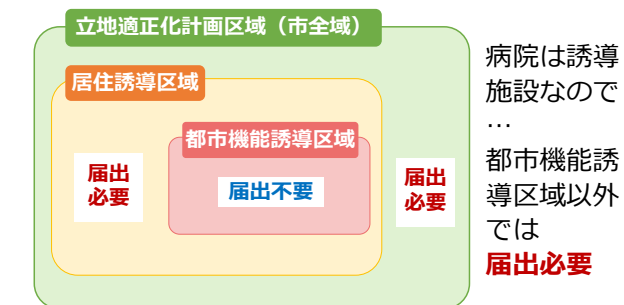 立地適正化計画区域（市全域）
居住誘導区域
都市機能誘導区域
届出
必要
届出不要
届出
必要
病院は誘導
施設なので
…
都市機能誘
導区域以外
では
届出必要